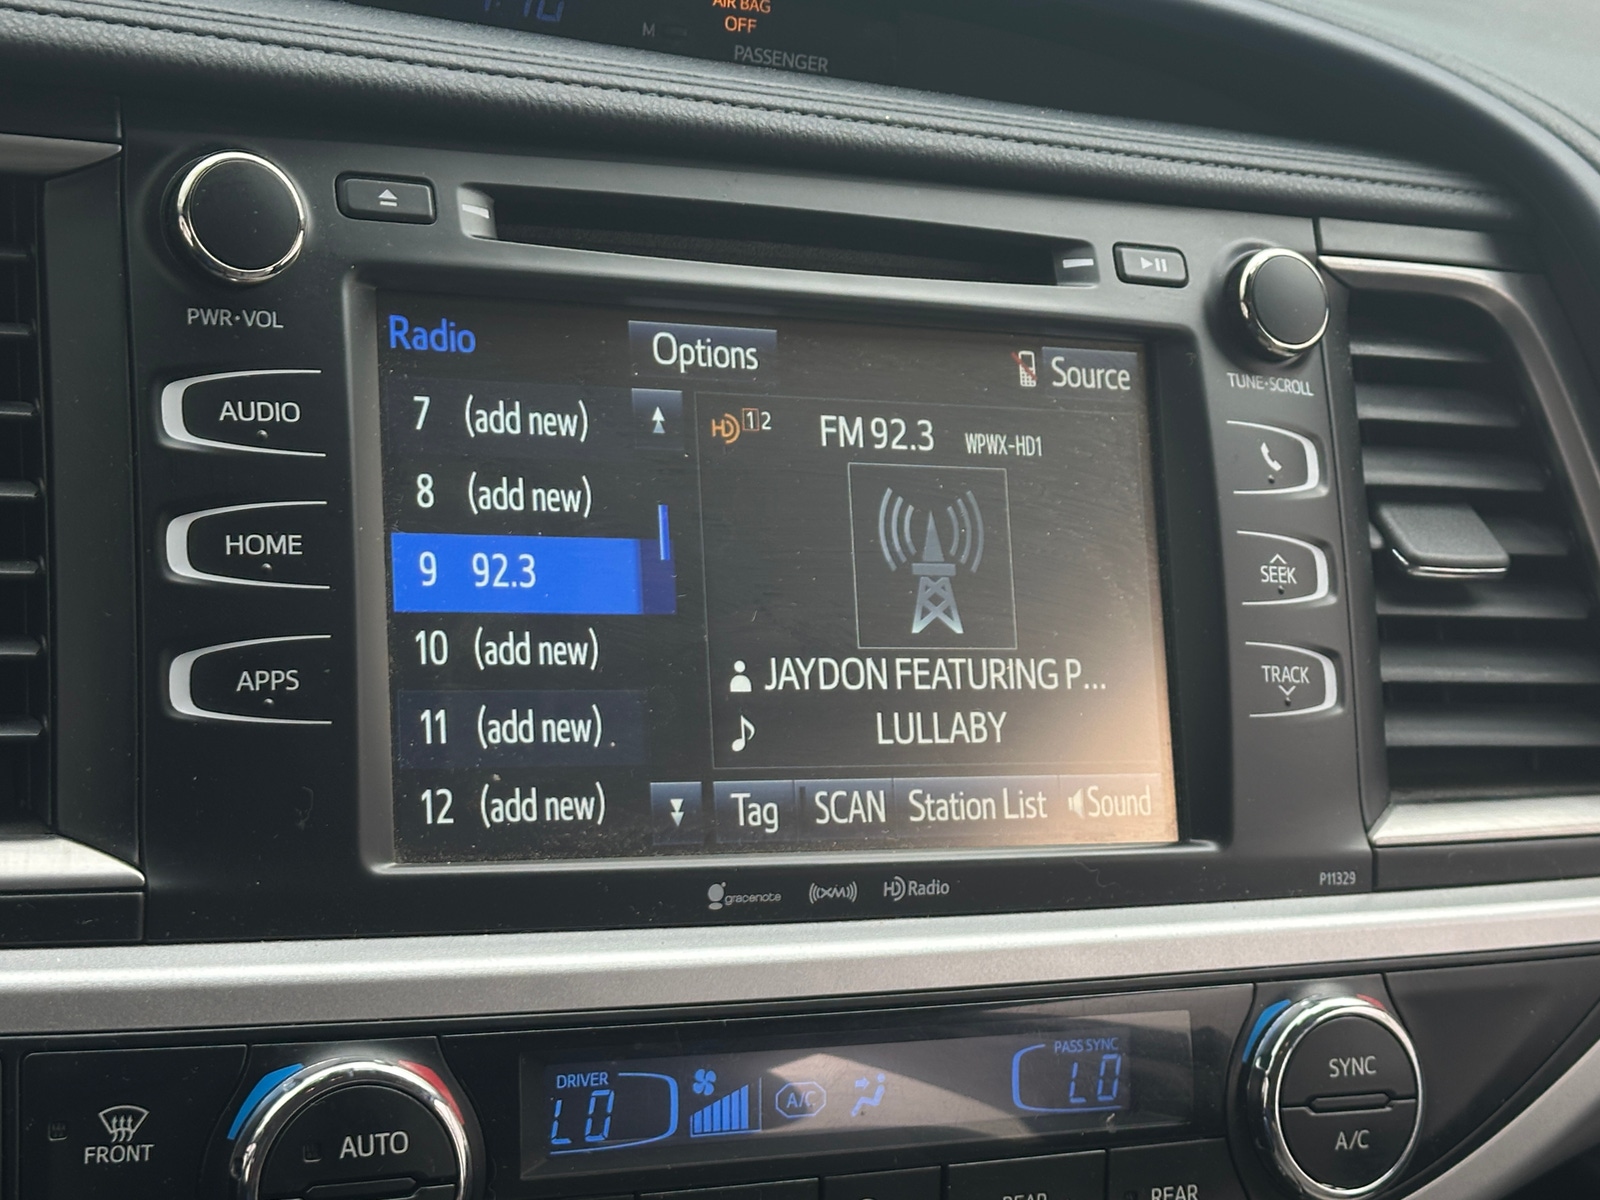 AIR BAG
OFF
M
PASSENGER
PWR·VOL
AUDIO
HOME
APPS
Radio
Options
Source
7 (add new)
8 (add new)
9 92.3
10 (add new)
11 (add new)
12 (add new)
HD 1 2
FM 92.3 WPWX-HD1
JAYDON FEATURING P...
LULLABY
Tag
SCAN
Station List
Sound
TUNE·SCROLL
SEEK
TRACK
gracenote
((XM))
HD Radio
P11329
FRONT
AUTO
DRIVER
LO
A/C
PASS SYNC
LO
SYNC
A/C
REAR
REAR